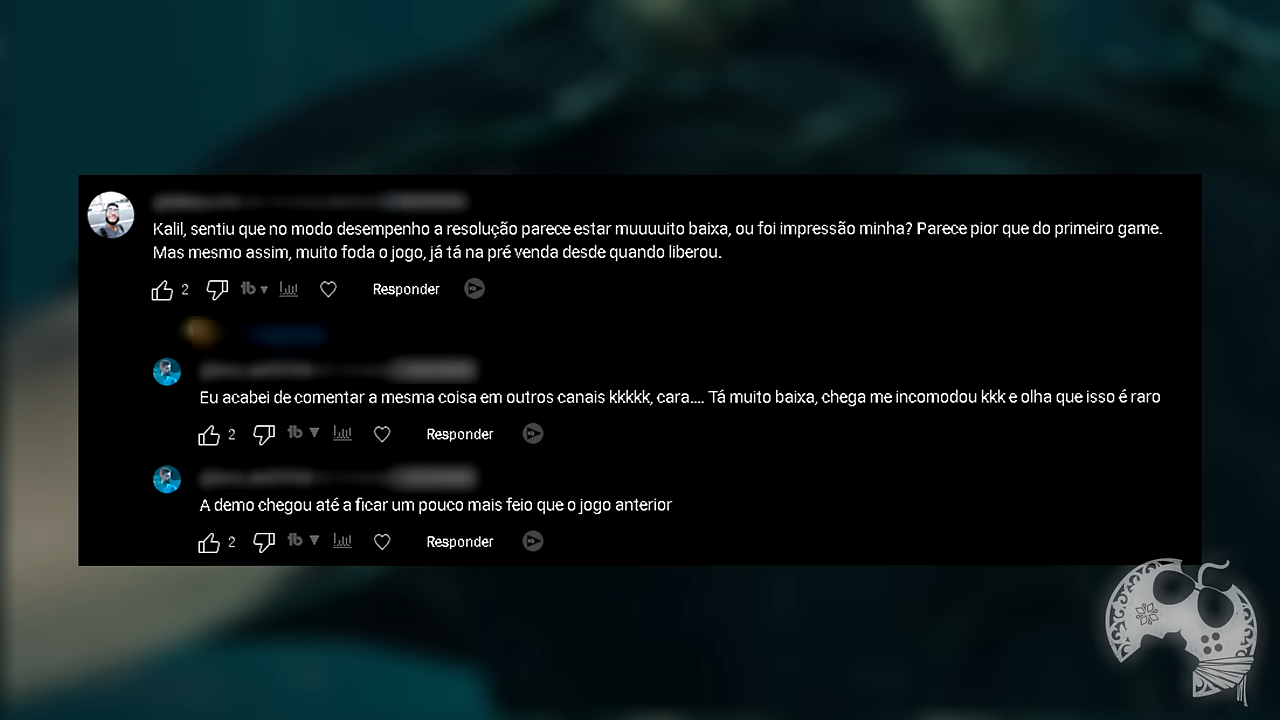 Kalil, sentiu que no modo desempenho a resolução parece estar muuuuito baixa, ou foi impressão minha? Parece pior que do primeiro game.
Mas mesmo assim, muito foda o jogo, já tá na pré venda desde quando liberou.
2 tb Responder
Eu acabei de comentar a mesma coisa em outros canais kkkkk, cara.... Tá muito baixa, chega me incomodou kkk e olha que isso é raro
2 tb Responder
A demo chegou até a ficar um pouco mais feio que o jogo anterior
2 tb Responder